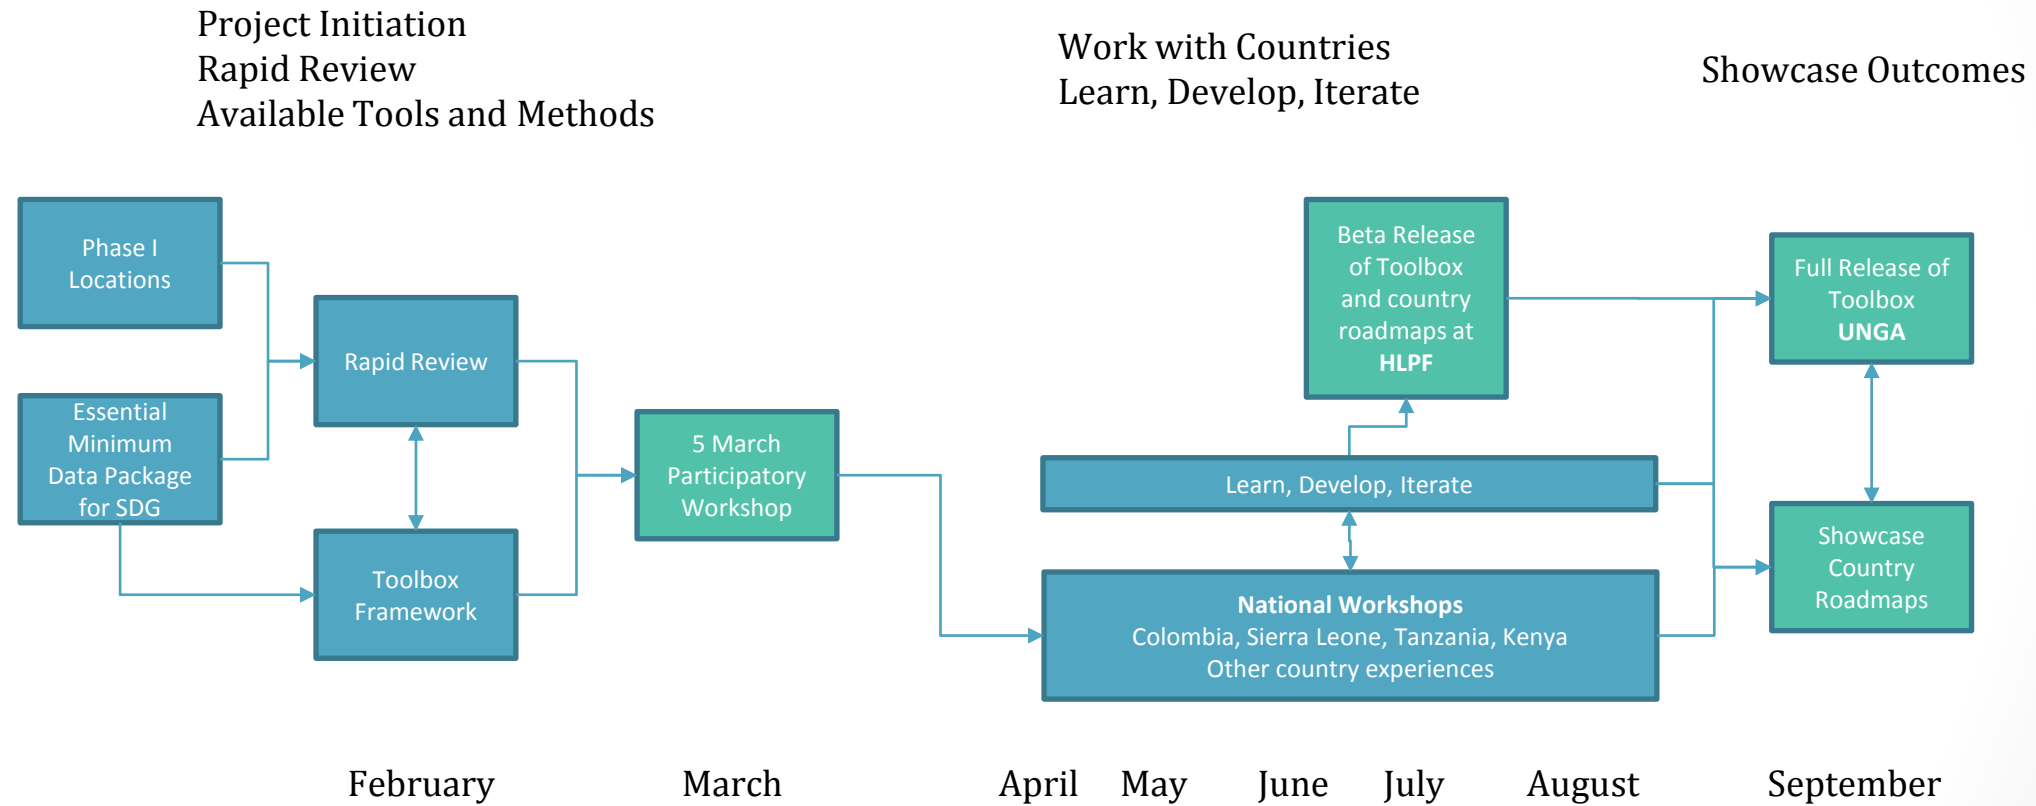 Project Initiation
Rapid Review
Available Tools and Methods
Work with Countries
Learn, Develop, Iterate
Showcase Outcomes
Phase I
Locations
Essential
Minimum
Data Package
for SDG
Rapid Review
Toolbox
Framework
5 March
Participatory
Workshop
Beta Release
of Toolbox
and country
roadmaps at
HLPF
Learn, Develop, Iterate
National Workshops
Colombia, Sierra Leone, Tanzania, Kenya
Other country experiences
Full Release of
Toolbox
UNGA
Showcase
Country
Roadmaps
February
March
April
May
June
July
August
September